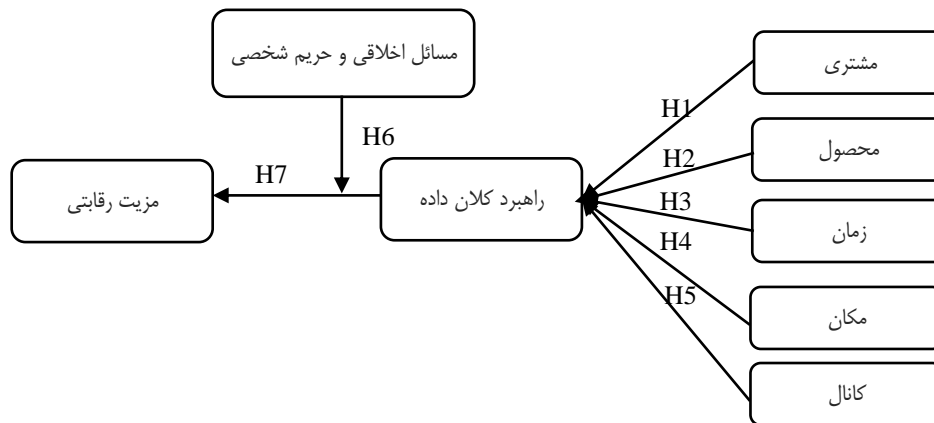 مسائل اخلاقی و حریم شخصی
مشتری
H1
H6
محصول
H2
H7
راهبرد کلان داده
مزیت رقابتی
H3
زمان
H4
H5
مکان
کانال